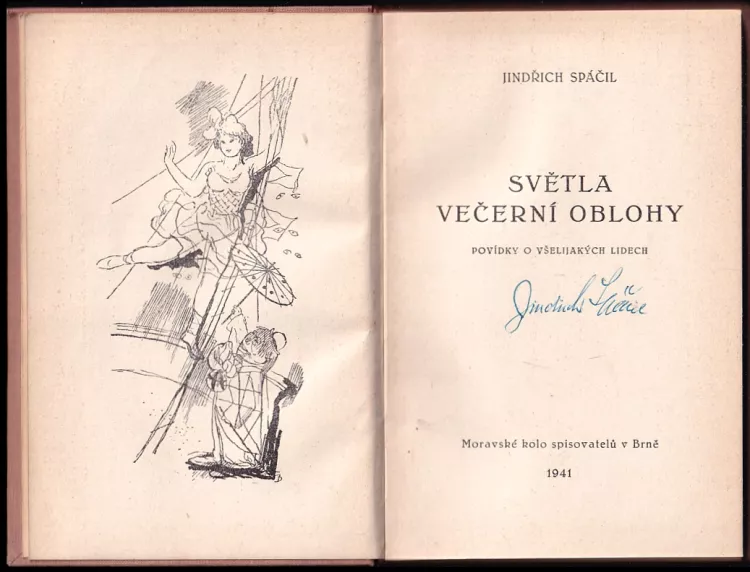 JINDŘICH SPÁČIL
SVĚTLA
VEČERNÍ OBLOHY
POVÍDKY O VŠELIJAKÝCH LIDECH
Jindřich Spáčil
Moravské kolo spisovatelů v Brně
1941